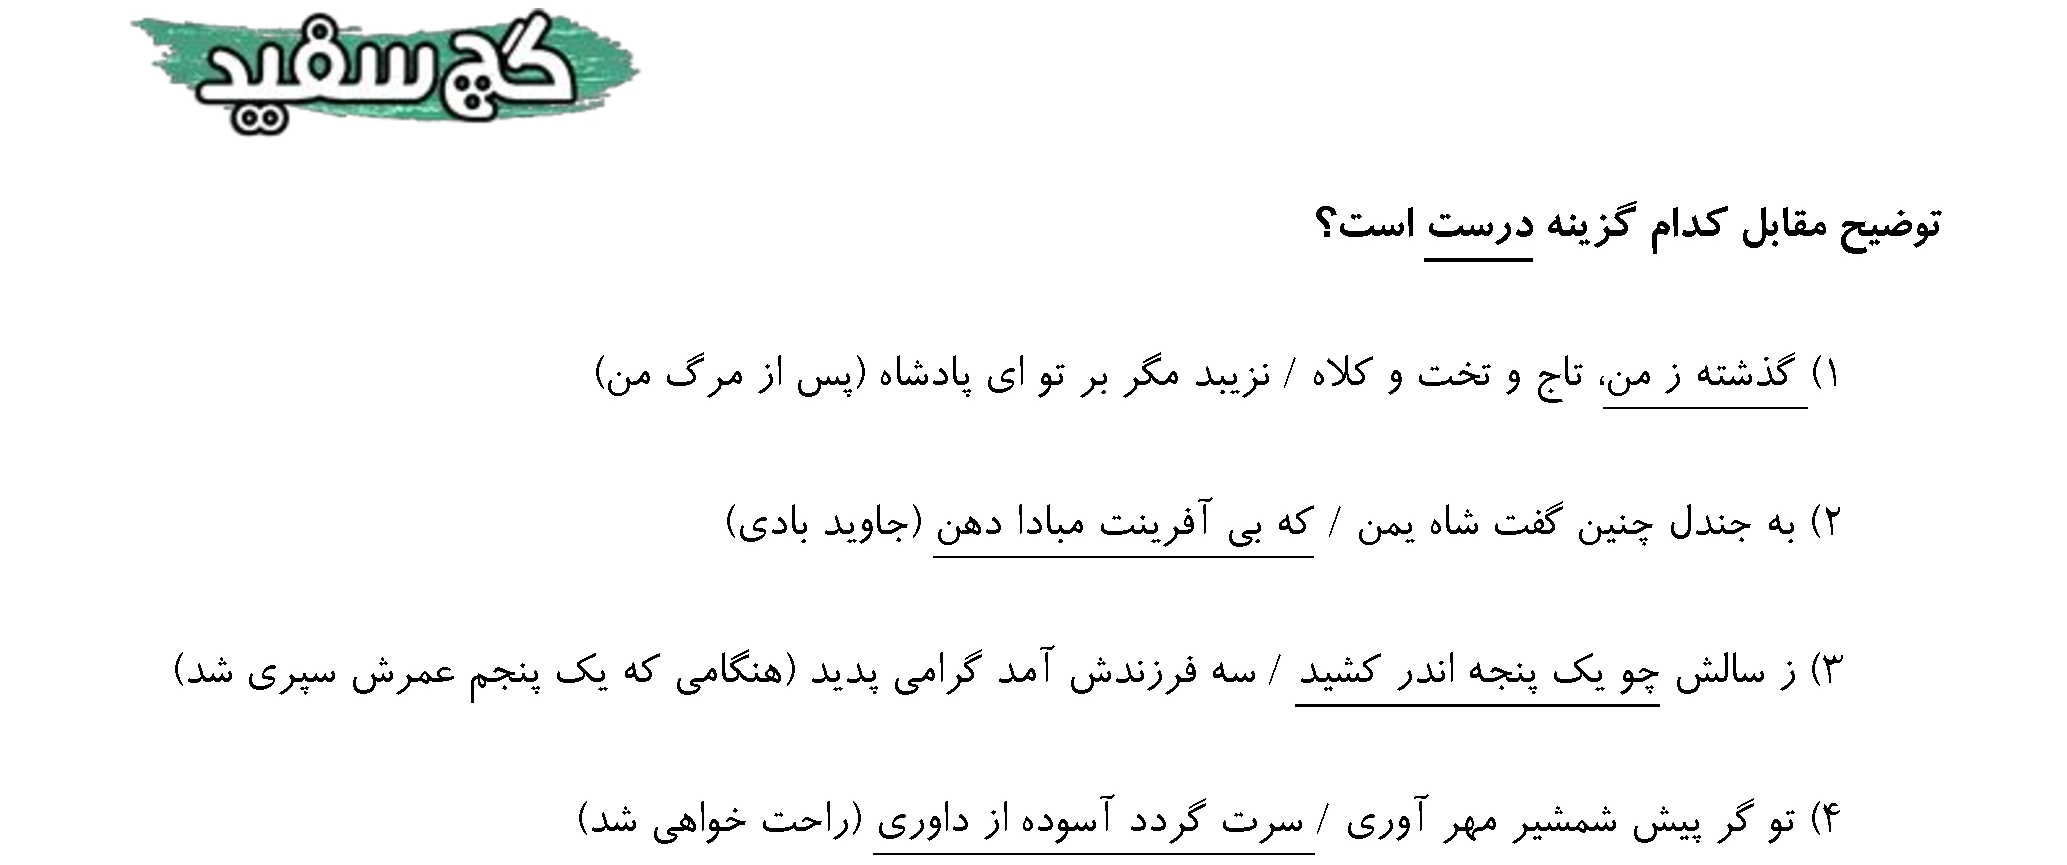 گچ سفید
توضیح مقابل کدام گزینه درست است؟
۱) گذشته ز من، تاج و تخت و کلاه / نزیبد مگر بر تو ای پادشاه (پس از مرگ من)
۲) به جندل چنین گفت شاه یمن / که بی آفرینت مبادا دهن (جاوید بادی)
۳) ز سالش چو یک پنجه اندر کشید / سه فرزندش آمد گرامی پدید (هنگامی که یک پنجم عمرش سپری شد)
۴) تو گر پیش شمشیر مهر آوری / سرت گردد آسوده از داوری (راحت خواهی شد)